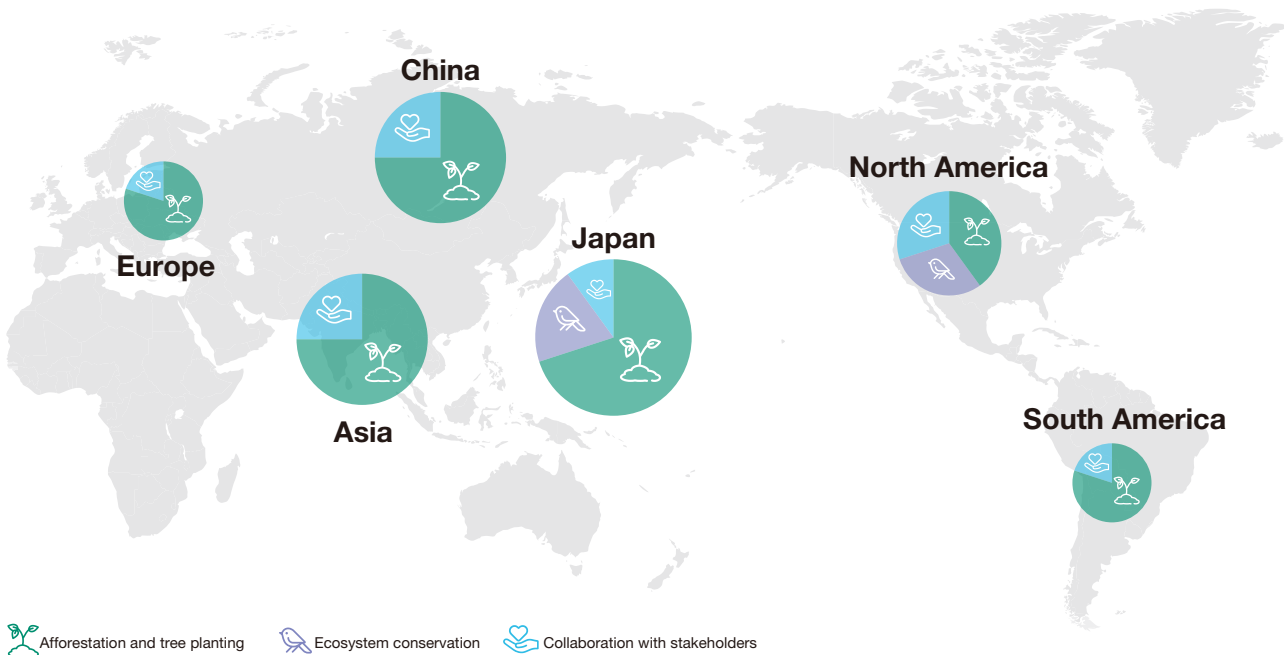 China
North America
Japan
Europe
South America
Asia
Afforestation and tree planting
Ecosystem conservation
Collaboration with stakeholders